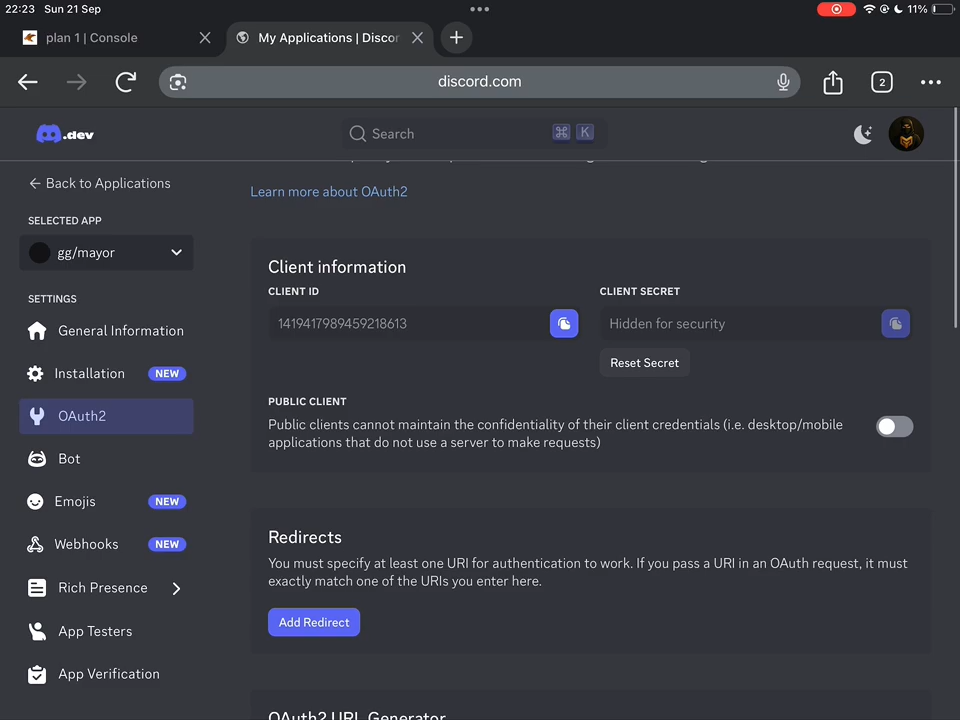 22:23 Sun 21 Sep
11%
plan 1 | Console
My Applications | Discor
discord.com
2
.dev
Search
⌘ K
Learn more about OAuth2
Back to Applications
SELECTED APP
gg/mayor
SETTINGS
General Information
Installation NEW
OAuth2
Bot
Emojis NEW
Webhooks NEW
Rich Presence
App Testers
App Verification
Client information
CLIENT ID
1419417989459218613
CLIENT SECRET
Hidden for security
Reset Secret
PUBLIC CLIENT
Public clients cannot maintain the confidentiality of their client credentials (i.e. desktop/mobile
applications that do not use a server to make requests)
Redirects
You must specify at least one URI for authentication to work. If you pass a URI in an OAuth request, it must
exactly match one of the URIs you enter here.
Add Redirect
OAuth2 URL Generator